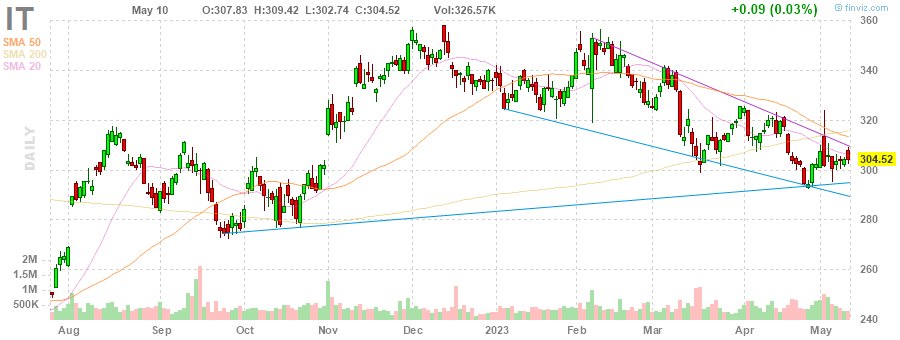 IT May 10 O:307.83 H:309.42 L:302.74 C:304.52 Vol:326.57K +0.09 (0.03%) © finviz.com
SMA 50
SMA 200
SMA 20
DAILY
360
340
320
304.52
300
280
260
240
2M
1.5M
1M
500K
Aug Sep Oct Nov Dec 2023 Feb Mar Apr May